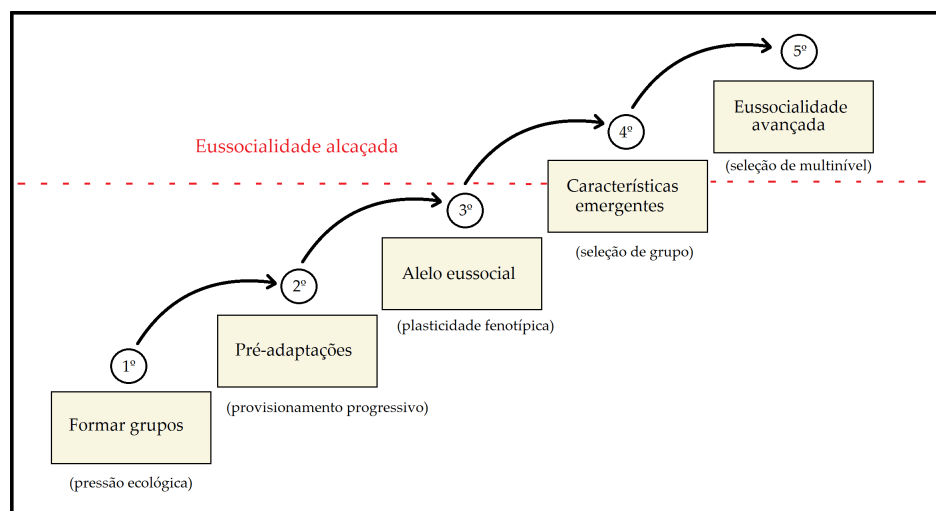 Eussocialidade alcaçada
1º
Formar grupos
(pressão ecológica)
2º
Pré-adaptações
(provisionamento progressivo)
3º
Alelo eussocial
(plasticidade fenotípica)
4º
Características
emergentes
(seleção de grupo)
5º
Eussocialidade
avançada
(seleção de multinível)